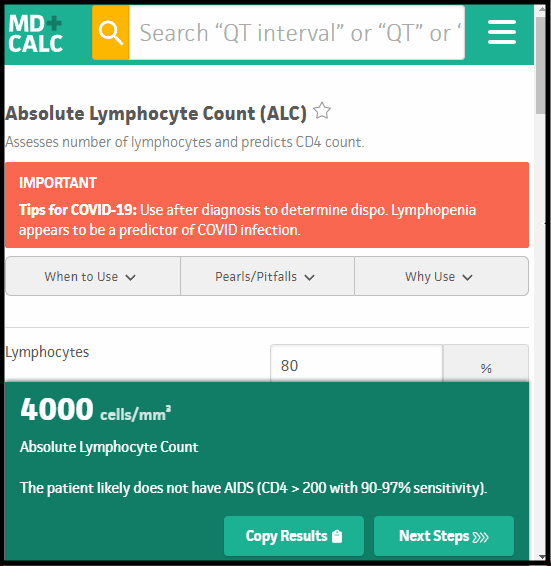 MD+
CALC
Search “QT interval” or “QT” or “
Absolute Lymphocyte Count (ALC)
Assesses number of lymphocytes and predicts CD4 count.
IMPORTANT
Tips for COVID-19: Use after diagnosis to determine dispo. Lymphopenia
appears to be a predictor of COVID infection.
When to Use
Pearls/Pitfalls
Why Use
Lymphocytes
80
%
4000 cells/mm³
Absolute Lymphocyte Count
The patient likely does not have AIDS (CD4 > 200 with 90-97% sensitivity).
Copy Results
Next Steps